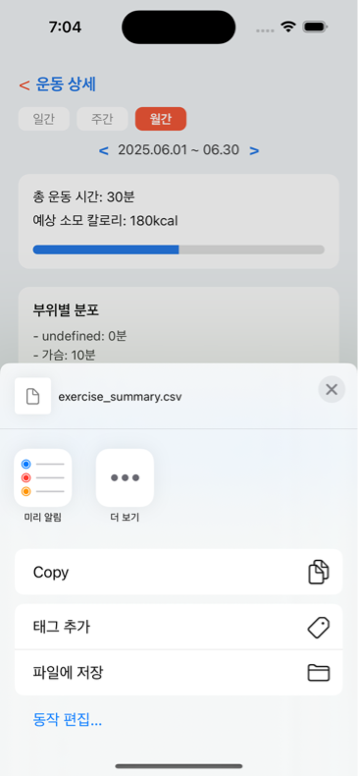 7:04
< 운동 상세
일간 주간 월간
< 2025.06.01 ~ 06.30 >
총 운동 시간: 30분
예상 소모 칼로리: 180kcal
부위별 분포
- undefined: 0분
- 가슴: 10분
exercise_summary.csv
미리 알림 더 보기
Copy
태그 추가
파일에 저장
동작 편집...